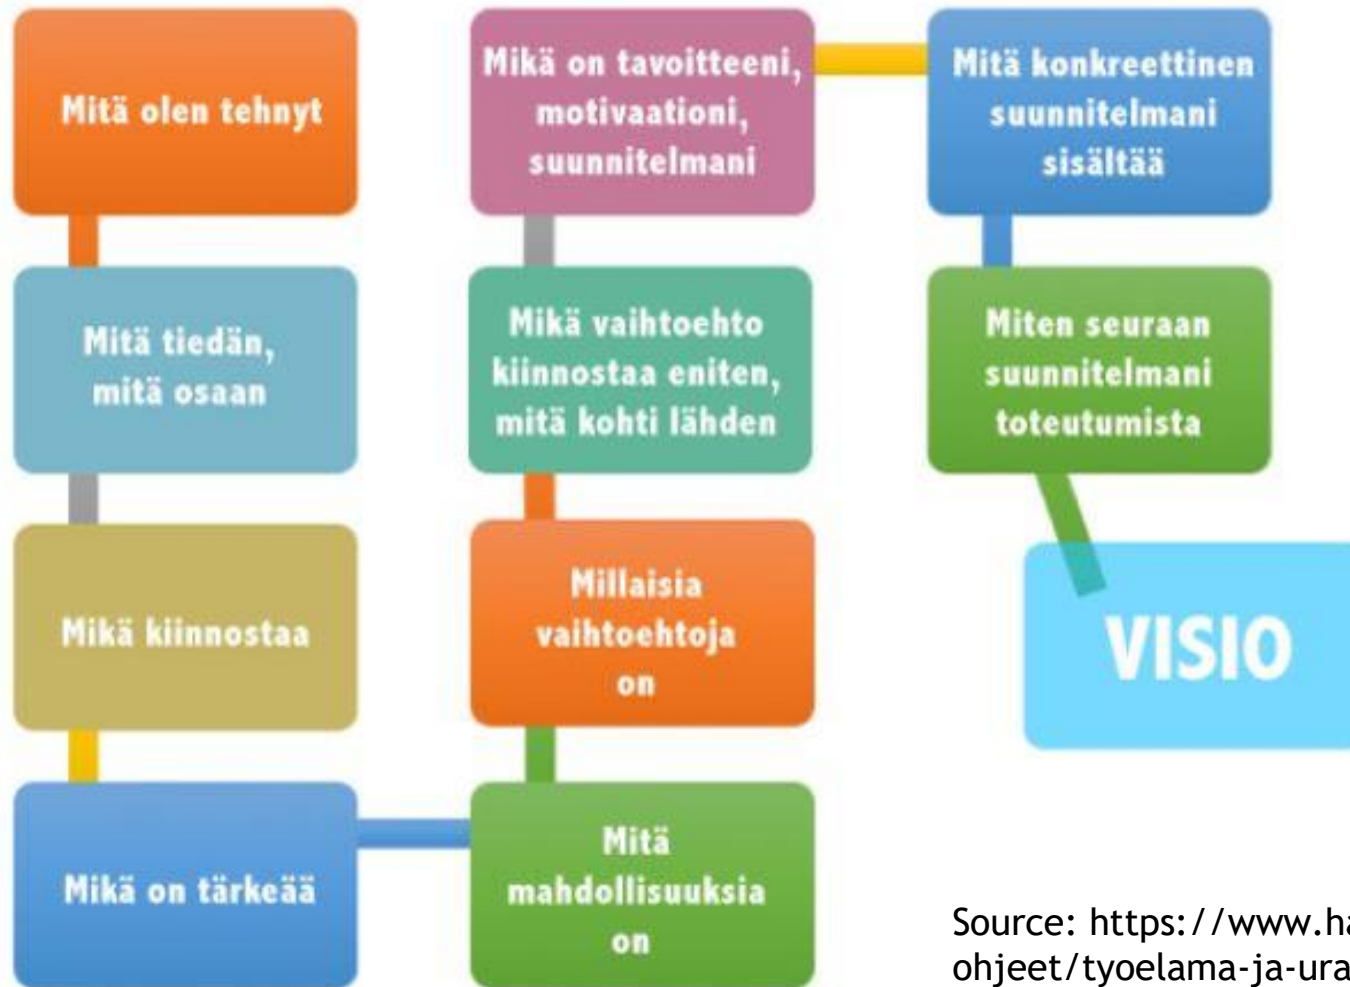 Mitä olen tehnyt
Mitä tiedän,
mitä osaan
Mikä kiinnostaa
Mikä on tärkeää
Mitä
mahdollisuuksia
on
Millaisia
vaihtoehtoja
on
Mikä vaihtoehto
kiinnostaa eniten,
mitä kohti lähden
Mikä on tavoitteeni,
motivaationi,
suunnitelmani
Mitä konkreettinen
suunnitelmani
sisältää
Miten seuraan
suunnitelmani
toteutumista
VISIO
Source: https://www.ha
ohjeet/tyoelama-ja-ura